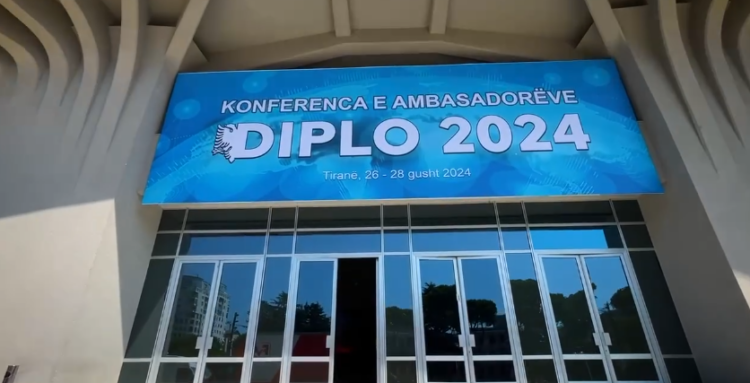 KONFERENCA E AMBASADORËVE
DIPLO 2024
Tiranë, 26 - 28 gusht 2024